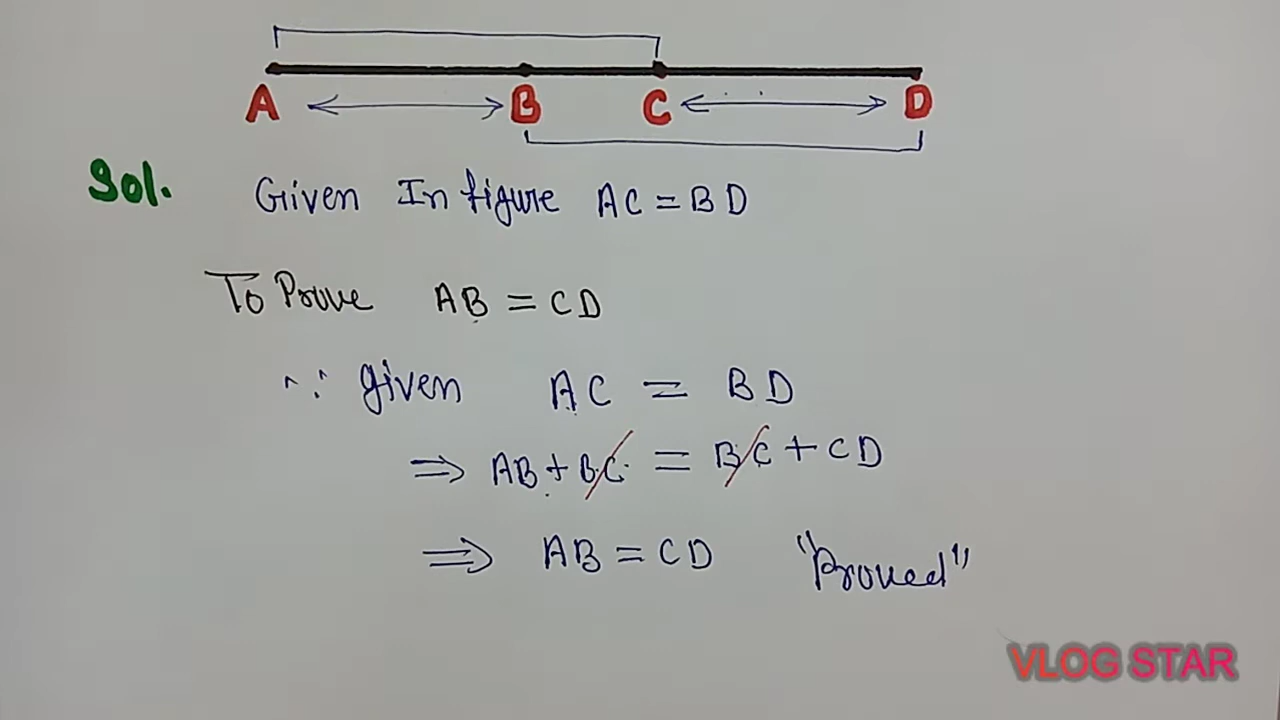 A B C D
Sol. Given In figure AC = BD
To Prove AB = CD
∵ given AC = BD
⇒ AB + BC = BC + CD
⇒ AB = CD "Proved"
VLOG STAR